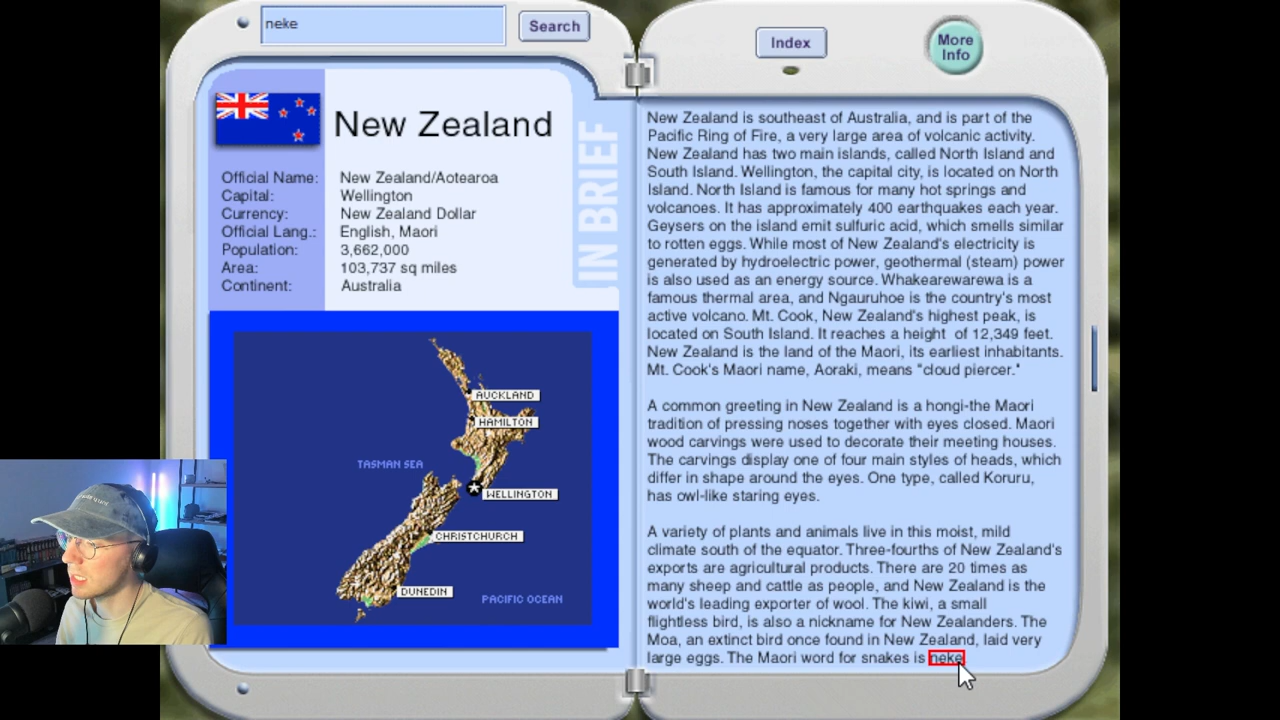 neke
Search
Index
More
Info
New Zealand
IN BRIEF
Official Name: New Zealand/Aotearoa
Capital: Wellington
Currency: New Zealand Dollar
Official Lang.: English, Maori
Population: 3,662,000
Area: 103,737 sq miles
Continent: Australia
AUCKLAND
HAMILTON
TASMAN SEA
WELLINGTON
CHRISTCHURCH
DUNEDIN
PACIFIC OCEAN
New Zealand is southeast of Australia, and is part of the
Pacific Ring of Fire, a very large area of volcanic activity.
New Zealand has two main islands, called North Island and
South Island. Wellington, the capital city, is located on North
Island. North Island is famous for many hot springs and
volcanoes. It has approximately 400 earthquakes each year.
Geysers on the island emit sulfuric acid, which smells similar
to rotten eggs. While most of New Zealand's electricity is
generated by hydroelectric power, geothermal (steam) power
is also used as an energy source. Whakearewarewa is a
famous thermal area, and Ngauruhoe is the country's most
active volcano. Mt. Cook, New Zealand's highest peak, is
located on South Island. It reaches a height of 12,349 feet.
New Zealand is the land of the Maori, its earliest inhabitants.
Mt. Cook's Maori name, Aoraki, means "cloud piercer."
A common greeting in New Zealand is a hongi-the Maori
tradition of pressing noses together with eyes closed. Maori
wood carvings were used to decorate their meeting houses.
The carvings display one of four main styles of heads, which
differ in shape around the eyes. One type, called Koruru,
has owl-like staring eyes.
A variety of plants and animals live in this moist, mild
climate south of the equator. Three-fourths of New Zealand's
exports are agricultural products. There are 20 times as
many sheep and cattle as people, and New Zealand is the
world's leading exporter of wool. The kiwi, a small
flightless bird, is also a nickname for New Zealanders. The
Moa, an extinct bird once found in New Zealand, laid very
large eggs. The Maori word for snakes is neke